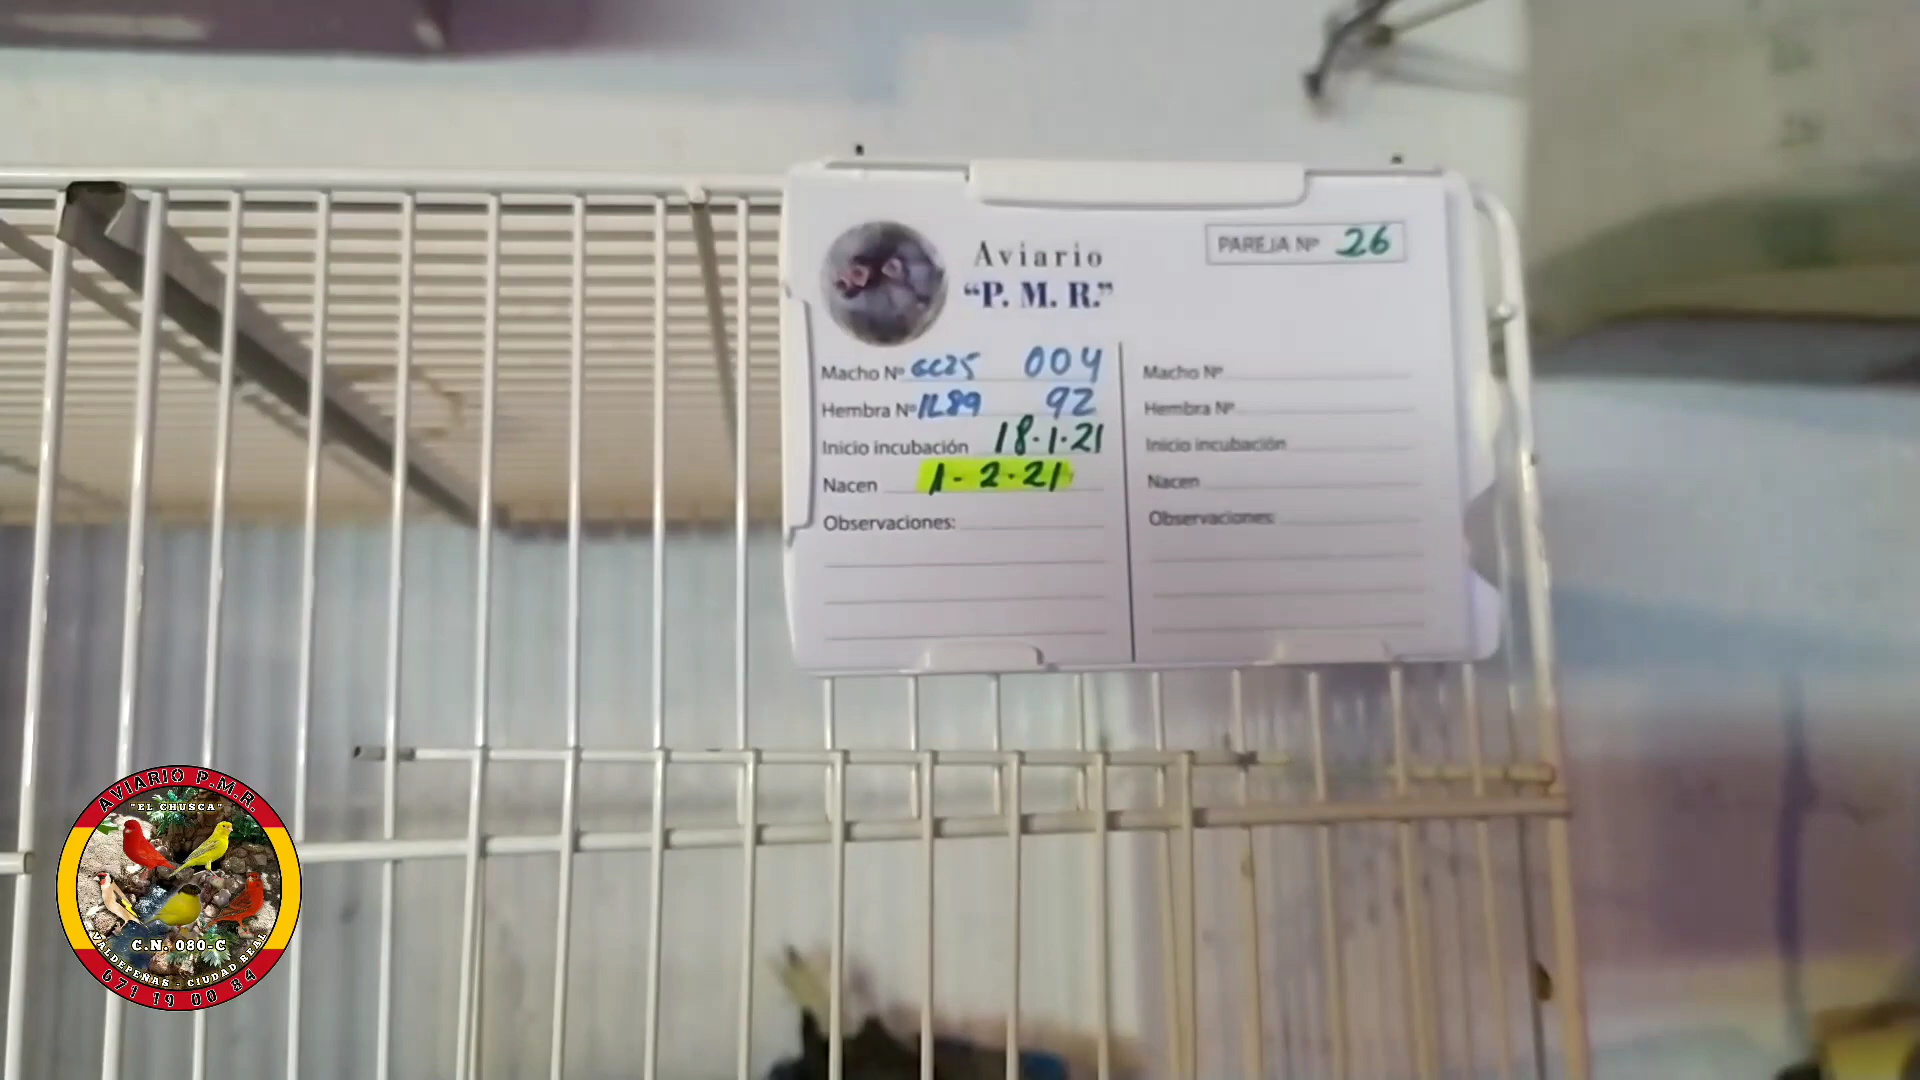 Aviario
“P. M. R.”
PAREJA Nº 26
Macho Nº GC25 004
Hembra Nº 1L89 92
Inicio incubación 18·1·21
Nacen 1-2-21
Observaciones:
Macho Nº
Hembra Nº
Inicio incubación
Nacen
Observaciones:
AVIARIO P.M.R.
"EL CHUSCA"
C.N. 080-C
VALDEPEÑAS - CIUDAD REAL
671 19 00 84